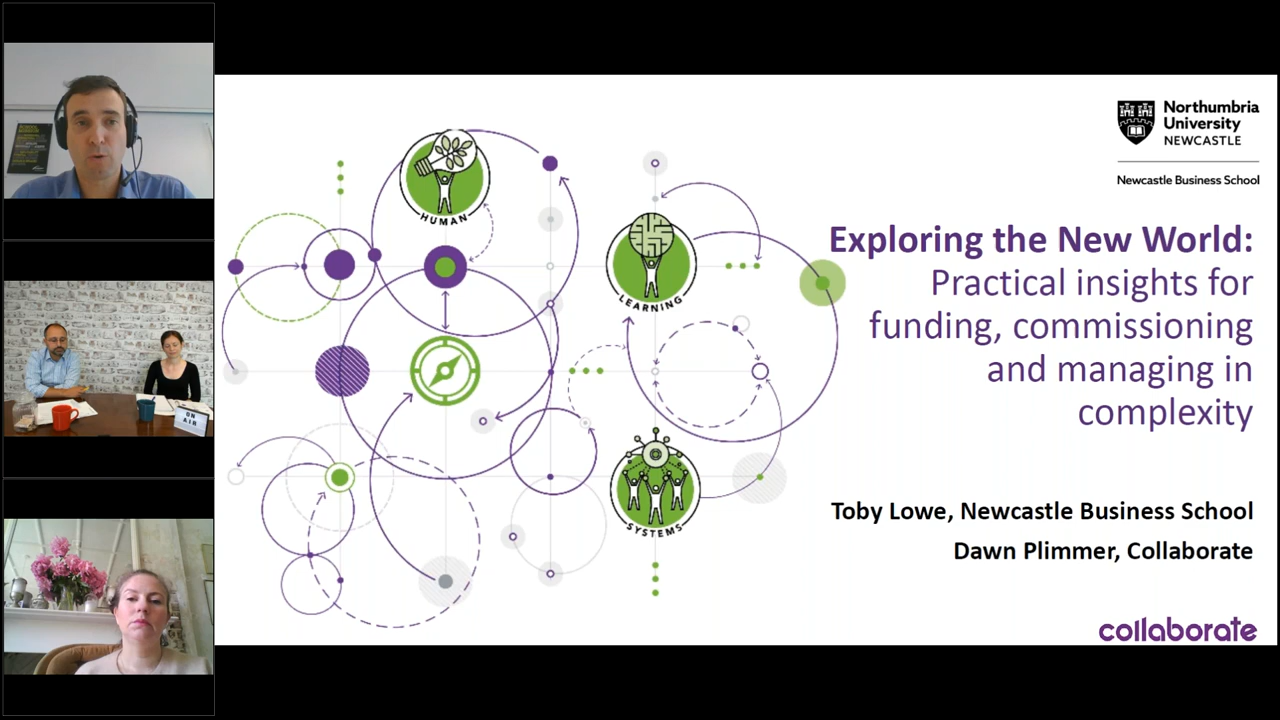 ON
AIR
HUMAN
LEARNING
SYSTEMS
Northumbria
University
NEWCASTLE
Newcastle Business School
Exploring the New World:
Practical insights for
funding, commissioning
and managing in
complexity
Toby Lowe, Newcastle Business School
Dawn Plimmer, Collaborate
collaborate